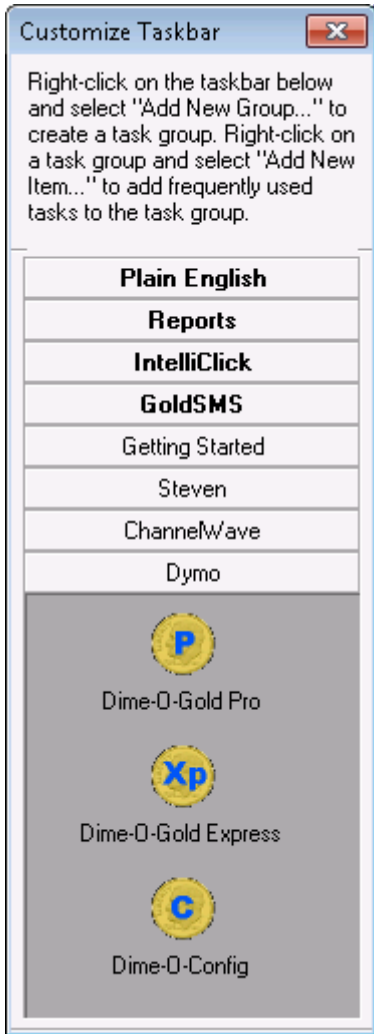 Customize Taskbar
Right-click on the taskbar below
and select "Add New Group..." to
create a task group. Right-click on
a task group and select "Add New
Item..." to add frequently used
tasks to the task group.
Plain English
Reports
IntelliClick
GoldSMS
Getting Started
Steven
ChannelWave
Dymo
P
Dime-O-Gold Pro
Xp
Dime-O-Gold Express
C
Dime-O-Config